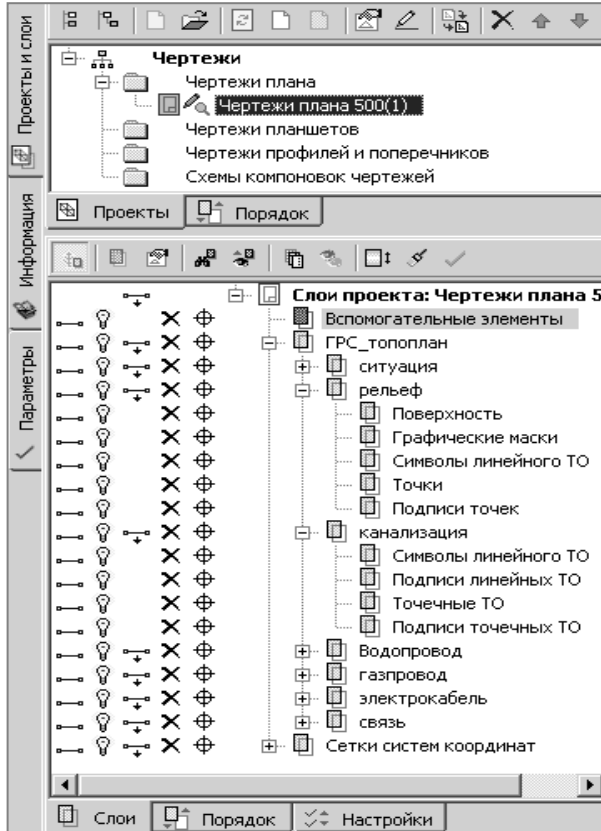 Проекты и слои
Информация
Параметры
Чертежи
Чертежи плана
Чертежи плана 500(1)
Чертежи планшетов
Чертежи профилей и поперечников
Схемы компоновок чертежей
Проекты
Порядок
Слои проекта: Чертежи плана 5
Вспомогательные элементы
ГРС_топоплан
ситуация
рельеф
Поверхность
Графические маски
Символы линейного ТО
Точки
Подписи точек
канализация
Символы линейного ТО
Подписи линейных ТО
Точечные ТО
Подписи точечных ТО
Водопровод
газпровод
электрокабель
связь
Сетки систем координат
Слои
Порядок
Настройки